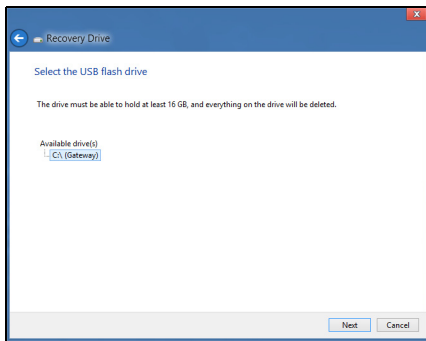 Recovery Drive
Select the USB flash drive
The drive must be able to hold at least 16 GB, and everything on the drive will be deleted.
Available drive(s)
C:\ (Gateway)
Next
Cancel